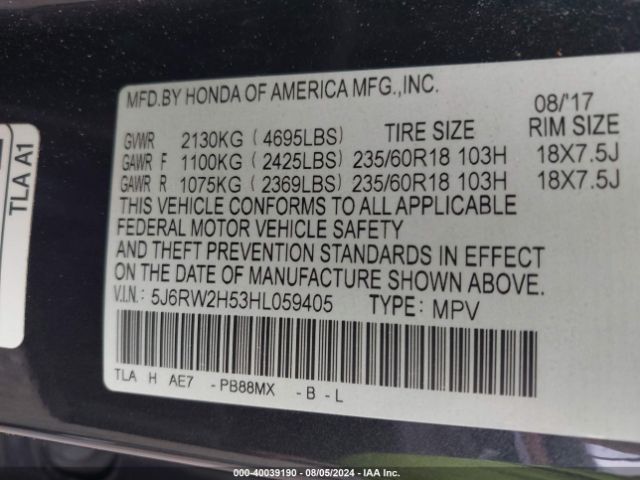 MFD.BY HONDA OF AMERICA MFG.,INC.
08/'17
GVWR 2130KG ( 4695LBS) TIRE SIZE RIM SIZE
GAWR F 1100KG ( 2425LBS) 235/60R18 103H 18X7.5J
GAWR R 1075KG ( 2369LBS) 235/60R18 103H 18X7.5J
THIS VEHICLE CONFORMS TO ALL APPLICABLE
FEDERAL MOTOR VEHICLE SAFETY
AND THEFT PREVENTION STANDARDS IN EFFECT
ON THE DATE OF MANUFACTURE SHOWN ABOVE.
V.I.N.: 5J6RW2H53HL059405 TYPE: MPV
TLA H AE7 - PB88MX - B - L
TLA A1
000-40039190 - 08/05/2024 - IAA Inc.